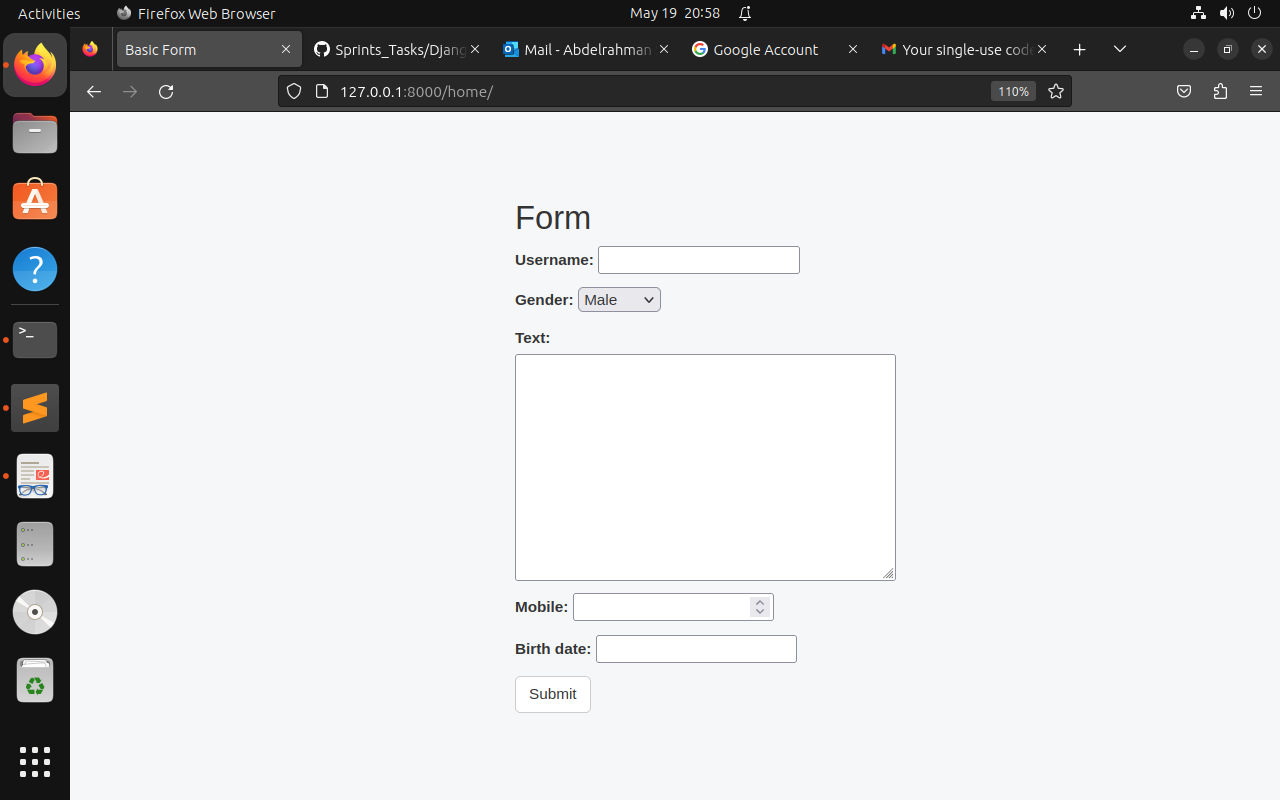 Activities
Firefox Web Browser
May 19 20:58
Basic Form
Sprints_Tasks/Djang
Mail - Abdelrahman
Google Account
Your single-use code
127.0.0.1:8000/home/
110%
Form
Username:
Gender: Male
Text:
Mobile:
Birth date:
Submit